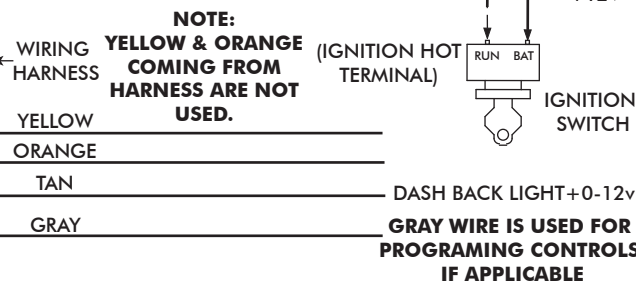 NOTE:
YELLOW & ORANGE
COMING FROM
HARNESS ARE NOT
USED.
WIRING
HARNESS
(IGNITION HOT
TERMINAL)
RUN BAT
IGNITION
SWITCH
YELLOW
ORANGE
TAN
DASH BACK LIGHT+0-12v
GRAY
GRAY WIRE IS USED FOR
PROGRAMING CONTROLS
IF APPLICABLE